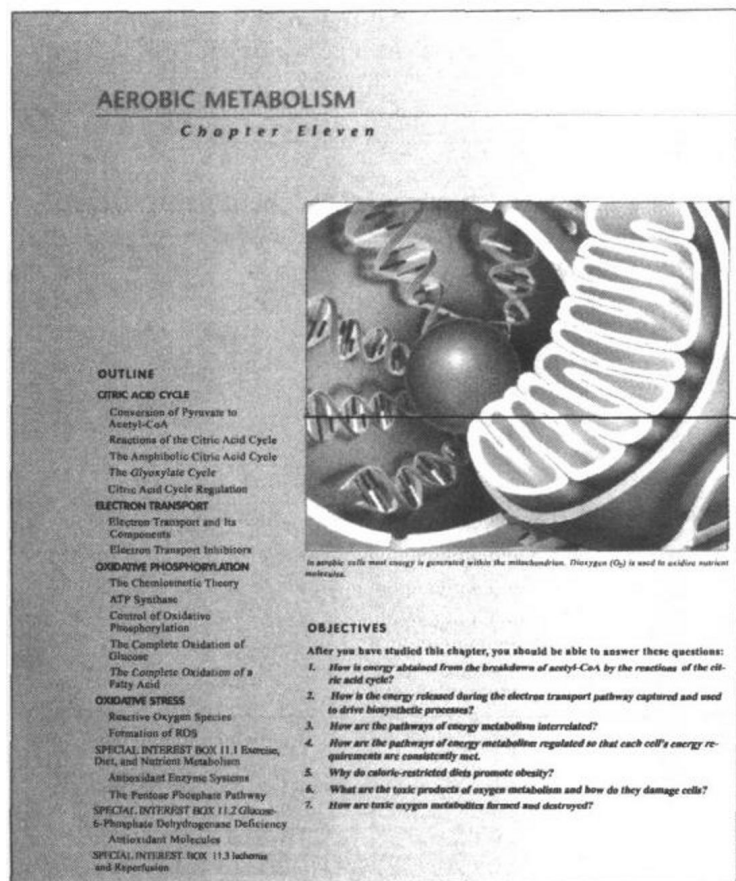 AEROBIC METABOLISM
Chapter Eleven
OUTLINE
CITRIC ACID CYCLE
Conversion of Pyruvate to
Acetyl-CoA
Reactions of the Citric Acid Cycle
The Amphibolic Citric Acid Cycle
The Glyoxylate Cycle
Citric Acid Cycle Regulation
ELECTRON TRANSPORT
Electron Transport and Its
Components
Electron Transport Inhibitors
OXIDATIVE PHOSPHORYLATION
The Chemiosmotic Theory
ATP Synthase
Control of Oxidative
Phosphorylation
The Complete Oxidation of
Glucose
The Complete Oxidation of a
Fatty Acid
OXIDATIVE STRESS
Reactive Oxygen Species
Formation of ROS
SPECIAL INTEREST BOX 11.1 Exercise,
Diet, and Nutrient Metabolism
Antioxidant Enzyme Systems
The Pentose Phosphate Pathway
SPECIAL INTEREST BOX 11.2 Glucose-
6-Phosphate Dehydrogenase Deficiency
Antioxidant Molecules
SPECIAL INTEREST BOX 11.3 Ischemia
and Reperfusion
In aerobic cells most energy is generated within the mitochondrion. Dioxygen (O₂) is used to oxidize nutrient
molecules.
OBJECTIVES
After you have studied this chapter, you should be able to answer these questions:
1. How is energy obtained from the breakdown of acetyl-CoA by the reactions of the cit-
ric acid cycle?
2. How is the energy released during the electron transport pathway captured and used
to drive biosynthetic processes?
3. How are the pathways of energy metabolism interrelated?
4. How are the pathways of energy metabolism regulated so that each cell's energy re-
quirements are consistently met.
5. Why do calorie-restricted diets promote obesity?
6. What are the toxic products of oxygen metabolism and how do they damage cells?
7. How are toxic oxygen metabolites formed and destroyed?